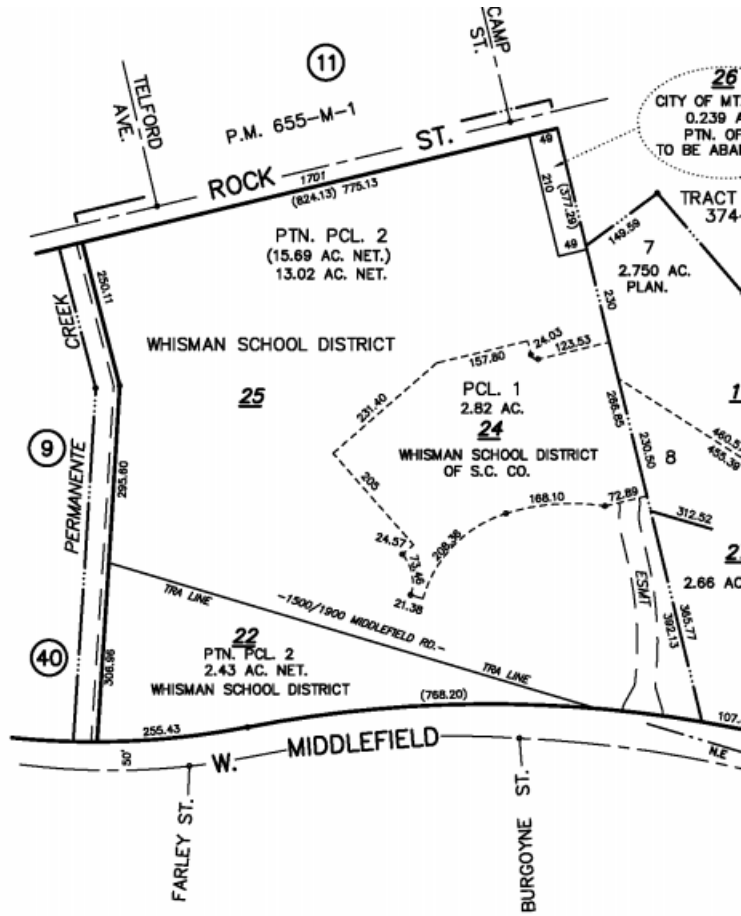 CAMP
ST.
11
TELFORD
AVE.
P.M. 655-M-1
26
CITY OF MT.
0.239 A
PTN. OF
TO BE ABA
ROCK ST.
1701
(824.13) 775.13
49
210
(377.29)
49
TRACT
374
149.59
7
2.750 AC.
PLAN.
PTN. PCL. 2
(15.69 AC. NET.)
13.02 AC. NET.
250.11
230
CREEK
WHISMAN SCHOOL DISTRICT
24.03
157.80
123.53
25
PCL. 1
2.82 AC.
24
WHISMAN SCHOOL DISTRICT
OF S.C. CO.
231.40
266.85
230.50
8
460.5
455.39
1
9
PERMANENTE
295.60
205
168.10
72.89
312.52
24.57
73.46
208.36
21.38
ESMT
2
2.66 AC
392.13
365.77
TRA LINE
-1500/1900 MIDDLEFIELD RD.-
TRA LINE
40
306.96
22
PTN. PCL. 2
2.43 AC. NET.
WHISMAN SCHOOL DISTRICT
(768.20)
255.43
107.
50'
W. MIDDLEFIELD
N.E
FARLEY ST.
BURGOYNE ST.